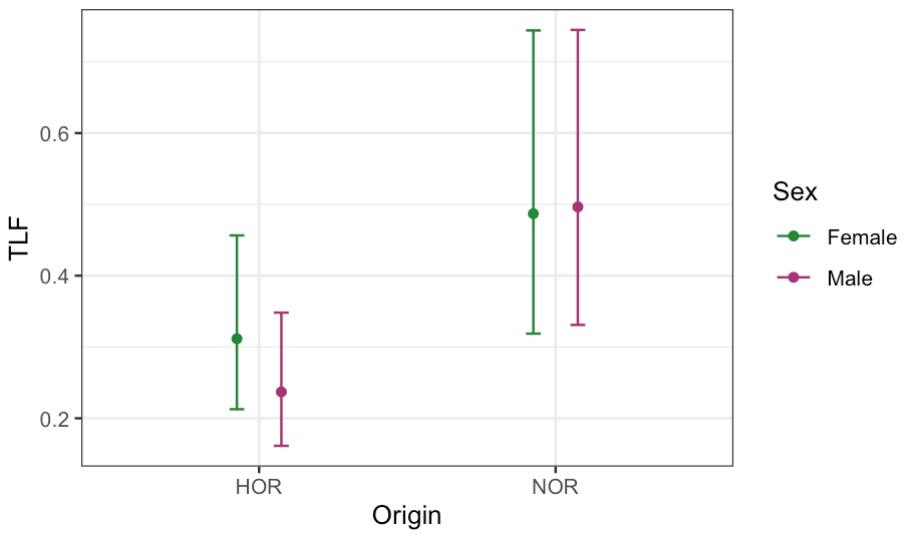 TLF
0.6
0.4
0.2
HOR
NOR
Origin
Sex
Female
Male